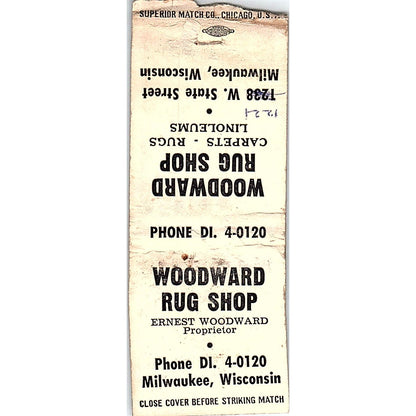 SUPERIOR MATCH CO., CHICAGO, U.S.
WOODWARD
RUG SHOP
CARPETS - RUGS
LINOLEUMS
1238 W. State Street
Milwaukee, Wisconsin
PHONE DI. 4-0120
WOODWARD
RUG SHOP
ERNEST WOODWARD
Proprietor
Phone DI. 4-0120
Milwaukee, Wisconsin
CLOSE COVER BEFORE STRIKING MATCH